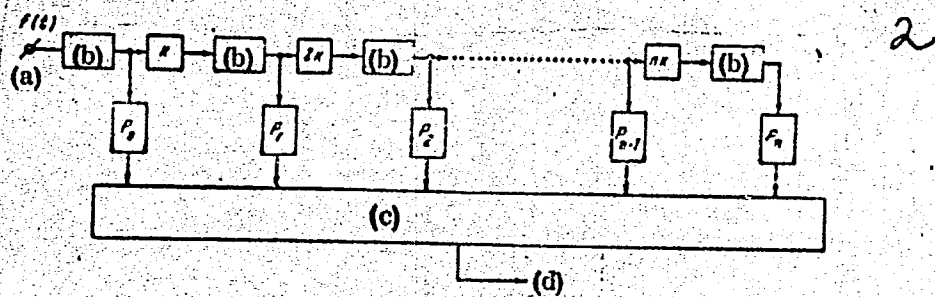 f(t)
2
(b) K (b) 2K (b) nK (b)
(a)
P₀ P₁ P₂ Pₙ₋₁ Pₙ
(c)
(d)